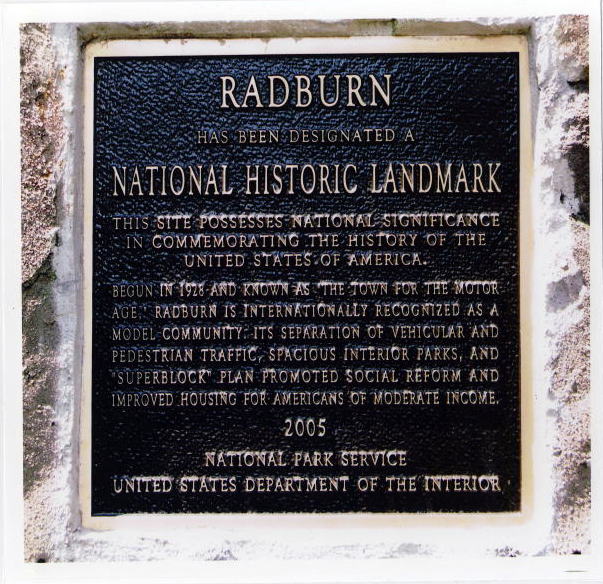 RADBURN
HAS BEEN DESIGNATED A
NATIONAL HISTORIC LANDMARK
THIS SITE POSSESSES NATIONAL SIGNIFICANCE
IN COMMEMORATING THE HISTORY OF THE
UNITED STATES OF AMERICA.
BEGUN IN 1928 AND KNOWN AS "THE TOWN FOR THE MOTOR
AGE," RADBURN IS INTERNATIONALLY RECOGNIZED AS A
MODEL COMMUNITY. ITS SEPARATION OF VEHICULAR AND
PEDESTRIAN TRAFFIC, SPACIOUS INTERIOR PARKS, AND
"SUPERBLOCK" PLAN PROMOTED SOCIAL REFORM AND
IMPROVED HOUSING FOR AMERICANS OF MODERATE INCOME.
2005
NATIONAL PARK SERVICE
UNITED STATES DEPARTMENT OF THE INTERIOR